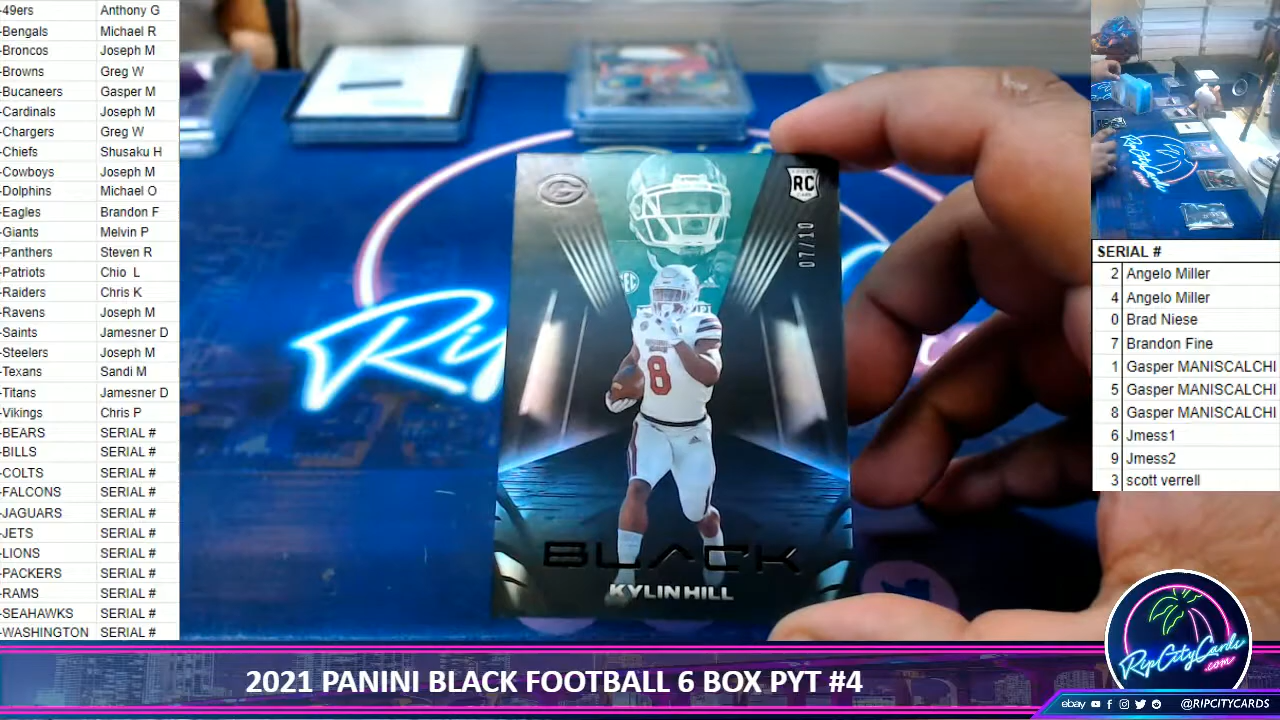 -49ers Anthony G
-Bengals Michael R
-Broncos Joseph M
-Browns Greg W
-Bucaneers Gasper M
-Cardinals Joseph M
-Chargers Greg W
-Chiefs Shusaku H
-Cowboys Joseph M
-Dolphins Michael O
-Eagles Brandon F
-Giants Melvin P
-Panthers Steven R
-Patriots Chio L
-Raiders Chris K
-Ravens Joseph M
-Saints Jamesner D
-Steelers Joseph M
-Texans Sandi M
-Titans Jamesner D
-Vikings Chris P
-BEARS SERIAL #
-BILLS SERIAL #
-COLTS SERIAL #
-FALCONS SERIAL #
-JAGUARS SERIAL #
-JETS SERIAL #
-LIONS SERIAL #
-PACKERS SERIAL #
-RAMS SERIAL #
-SEAHAWKS SERIAL #
-WASHINGTON SERIAL #
G
RC
07/10
SEC
8
BLACK
KYLIN HILL
SERIAL #
2 Angelo Miller
4 Angelo Miller
0 Brad Niese
7 Brandon Fine
1 Gasper MANISCALCHI
5 Gasper MANISCALCHI
8 Gasper MANISCALCHI
6 Jmess1
9 Jmess2
3 scott verrell
RipCityCards
.com
2021 PANINI BLACK FOOTBALL 6 BOX PYT #4
ebay @RIPCITYCARDS